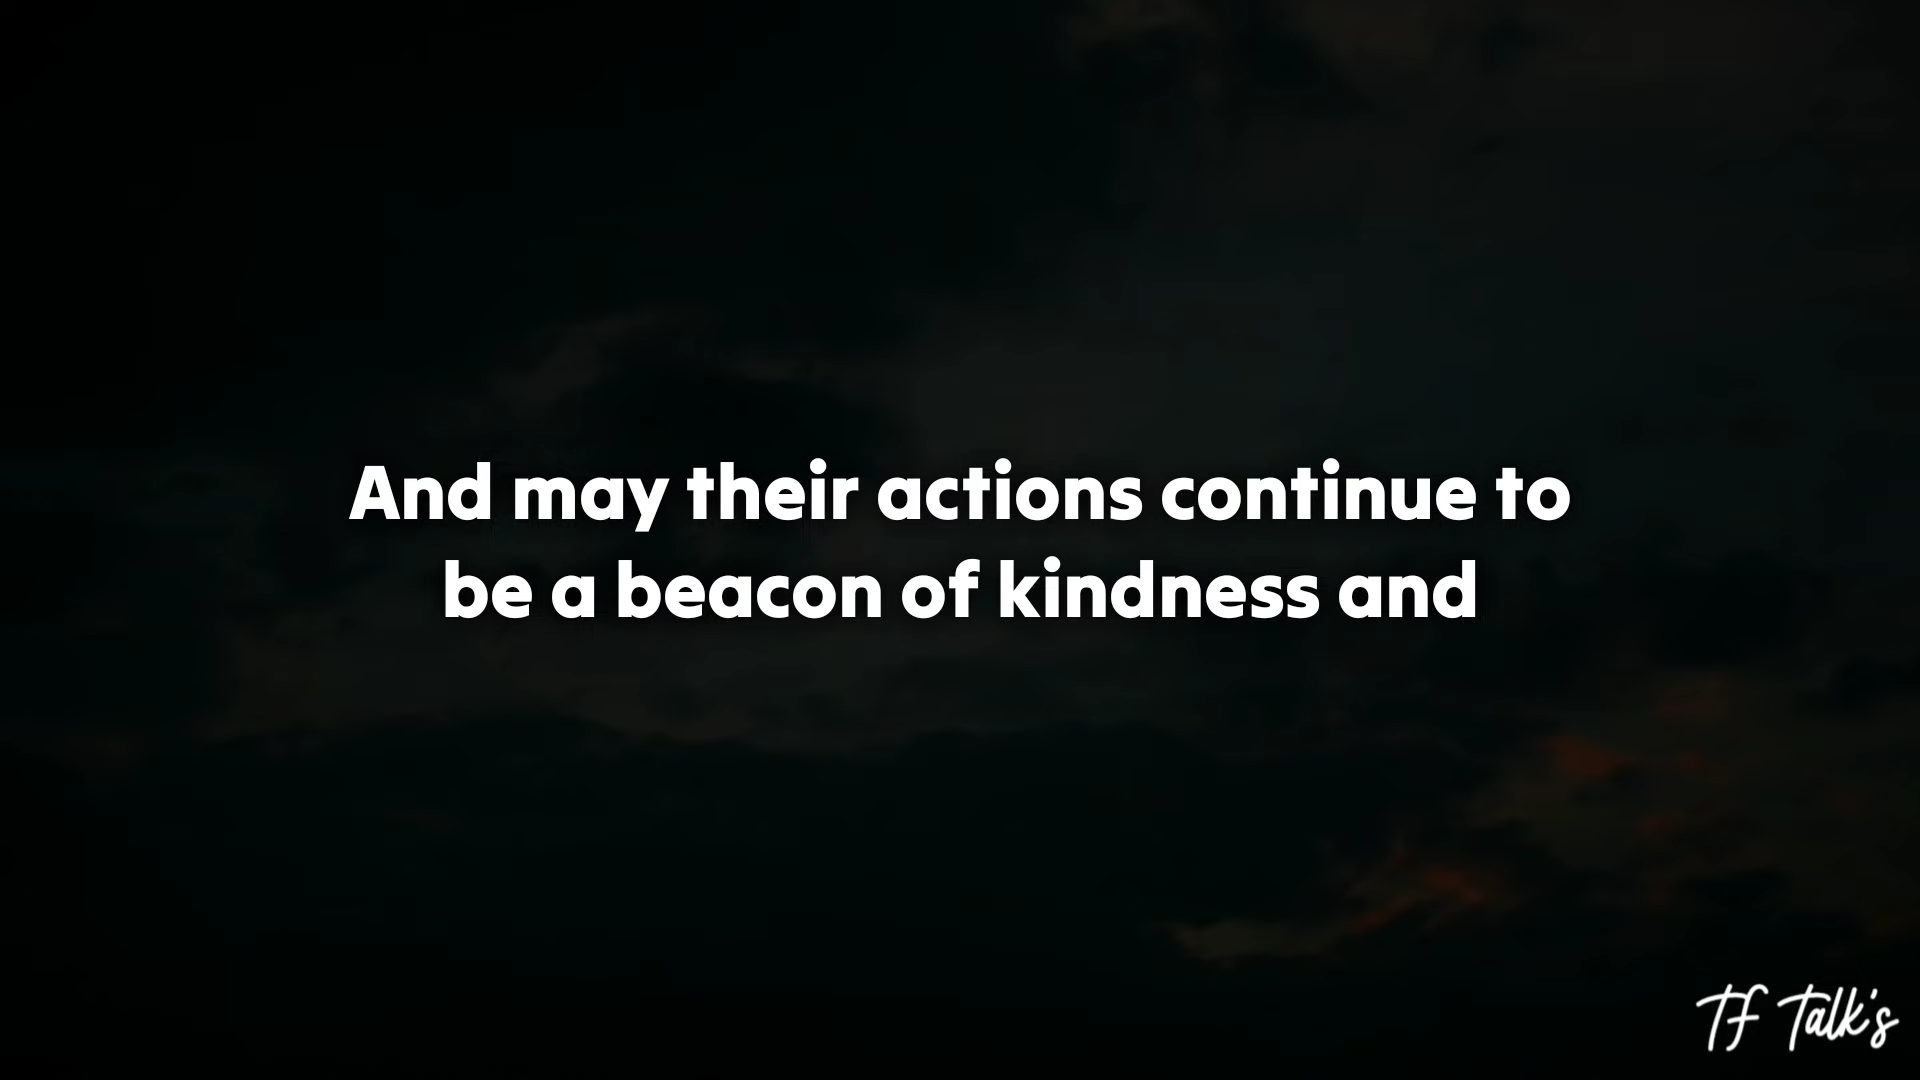 And may their actions continue to
be a beacon of kindness and
TF Talk's